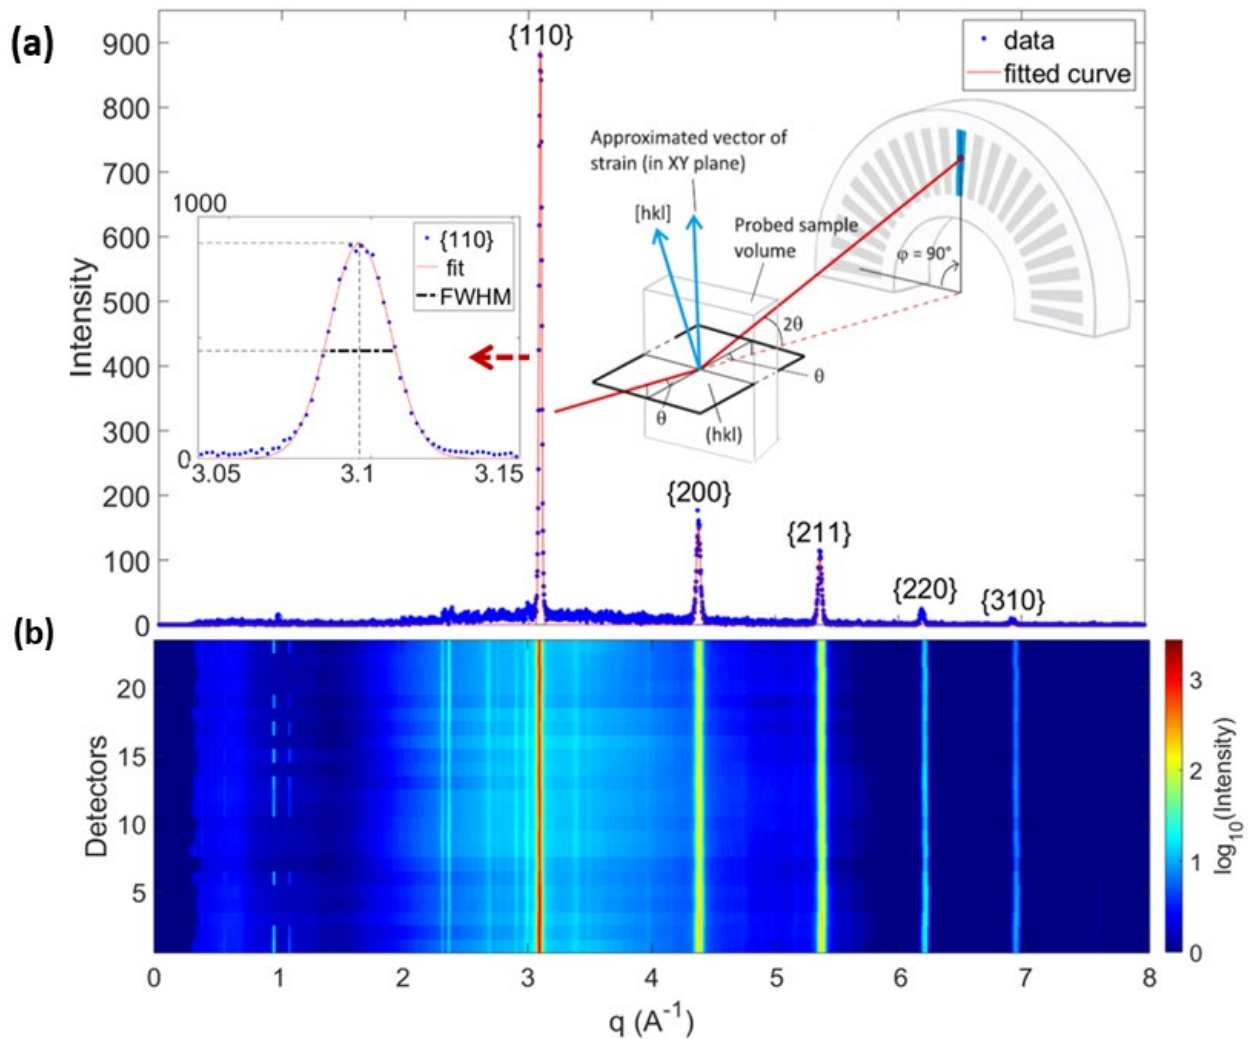 (a)
900
800
700
600
500
400
300
200
100
0
Intensity
{110}
{200}
{211}
{220}
{310}
data
fitted curve
1000
0
3.05
3.1
3.15
{110}
fit
FWHM
Approximated vector of
strain (in XY plane)
[hkl]
Probed sample
volume
φ = 90°
2θ
θ
θ
(hkl)
(b)
20
15
10
5
Detectors
0
1
2
3
4
5
6
7
8
q (A⁻¹)
3
2
1
0
log₁₀(Intensity)